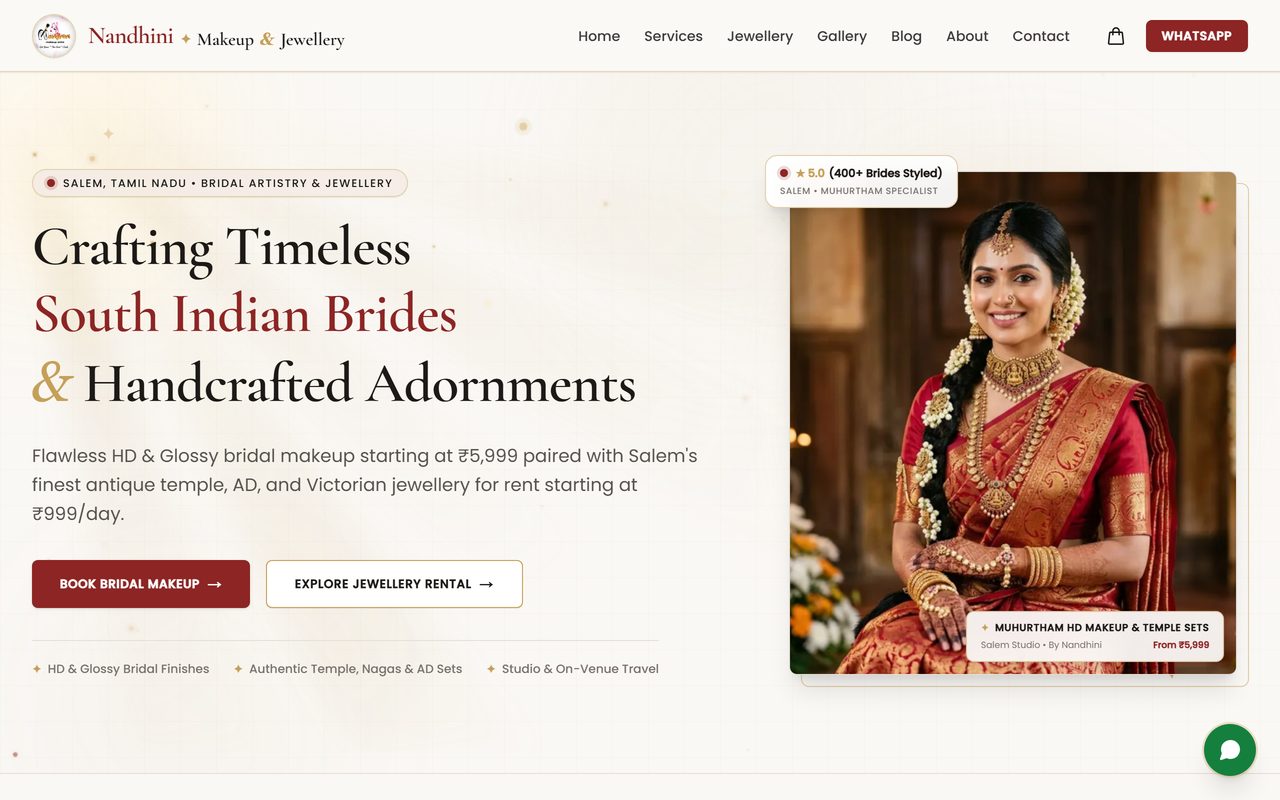 Nandhini ✦ Makeup & Jewellery
Home Services Jewellery Gallery Blog About Contact
WHATSAPP
SALEM, TAMIL NADU • BRIDAL ARTISTRY & JEWELLERY
Crafting Timeless
South Indian Brides
& Handcrafted Adornments
Flawless HD & Glossy bridal makeup starting at ₹5,999 paired with Salem's
finest antique temple, AD, and Victorian jewellery for rent starting at
₹999/day.
BOOK BRIDAL MAKEUP →
EXPLORE JEWELLERY RENTAL →
✦ HD & Glossy Bridal Finishes ✦ Authentic Temple, Nagas & AD Sets ✦ Studio & On-Venue Travel
★ 5.0 (400+ Brides Styled)
SALEM • MUHURTHAM SPECIALIST
✦ MUHURTHAM HD MAKEUP & TEMPLE SETS
Salem Studio • By Nandhini From ₹5,999